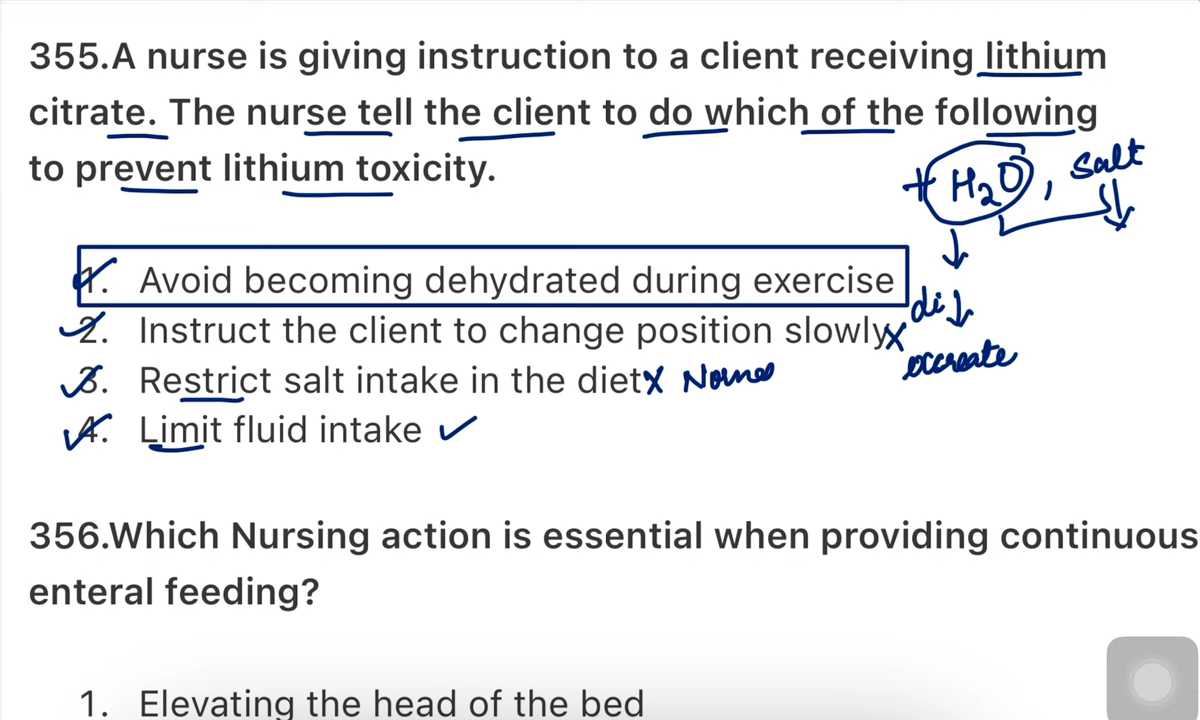 355.A nurse is giving instruction to a client receiving lithium
citrate. The nurse tell the client to do which of the following
to prevent lithium toxicity.
H₂O, Salt
1. Avoid becoming dehydrated during exercise
2. Instruct the client to change position slowly x
3. Restrict salt intake in the diet x
4. Limit fluid intake ✓
356.Which Nursing action is essential when providing continuous
enteral feeding?
1. Elevating the head of the bed